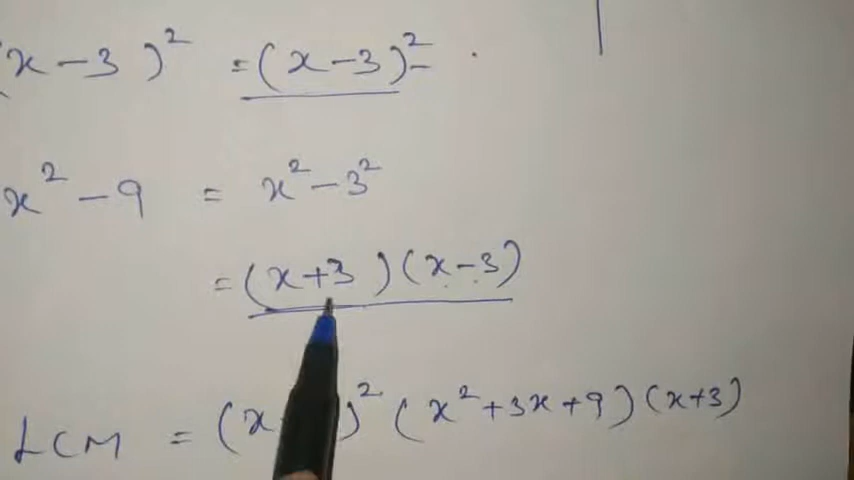 (x-3)² = (x-3)².
x² - 9 = x² - 3²
= (x+3)(x-3)
LCM = (x )² (x²+3x+9)(x+3)